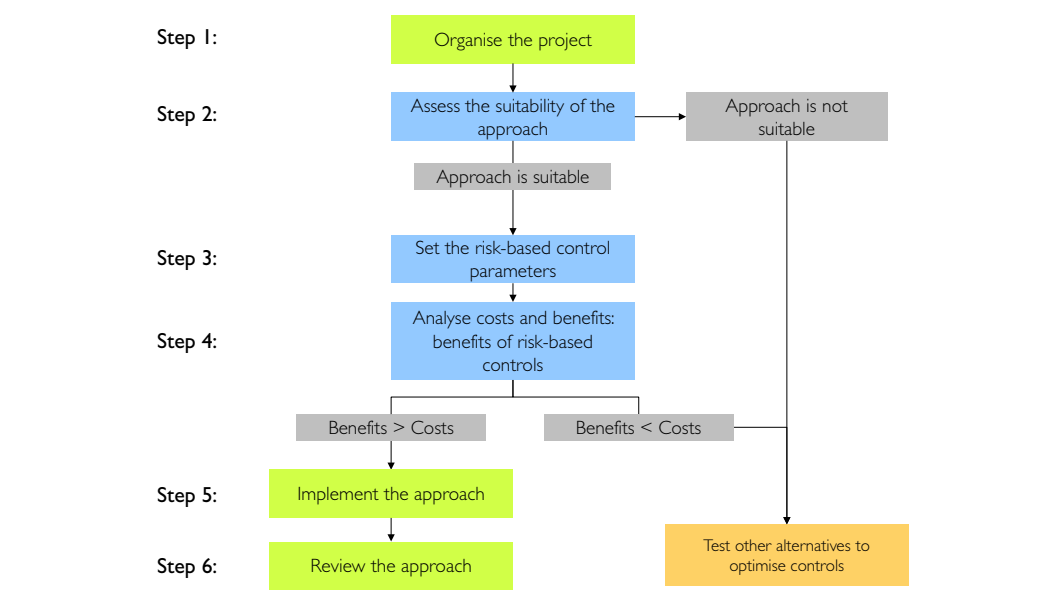 Step 1:
Organise the project
Step 2:
Assess the suitability of the
approach
Approach is not
suitable
Approach is suitable
Step 3:
Set the risk-based control
parameters
Step 4:
Analyse costs and benefits:
benefits of risk-based
controls
Benefits > Costs
Benefits < Costs
Step 5:
Implement the approach
Test other alternatives to
optimise controls
Step 6:
Review the approach